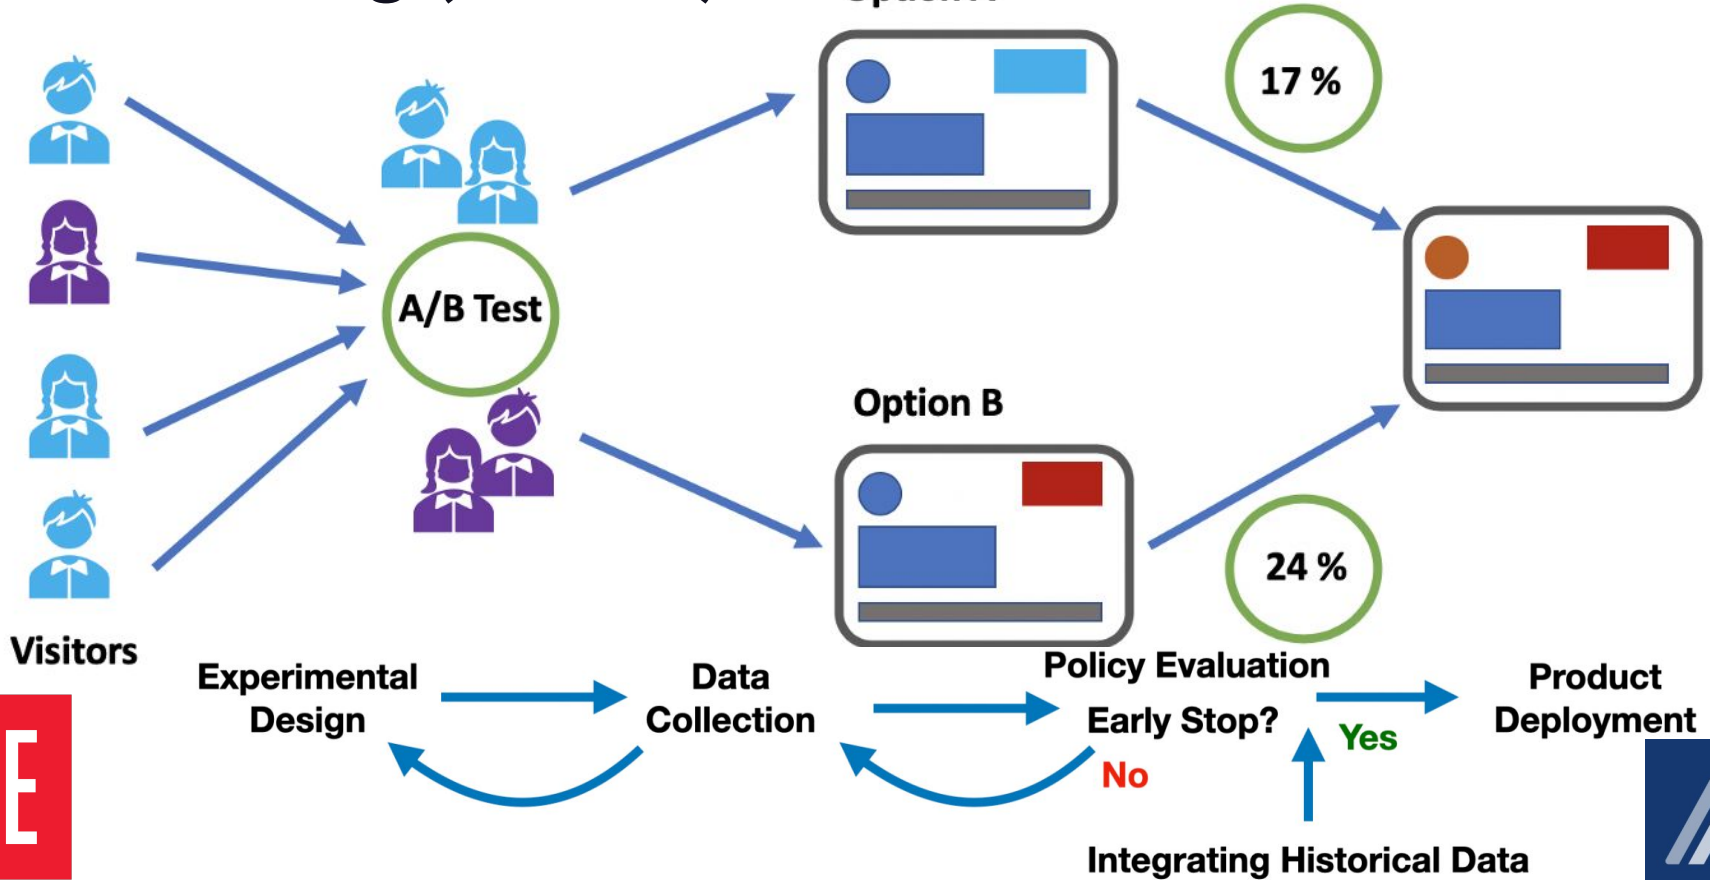 17 %
A/B Test
Option B
24 %
Visitors
Policy Evaluation
Experimental
Design
Data
Collection
Early Stop?
Product
Deployment
Yes
No
Integrating Historical Data
E